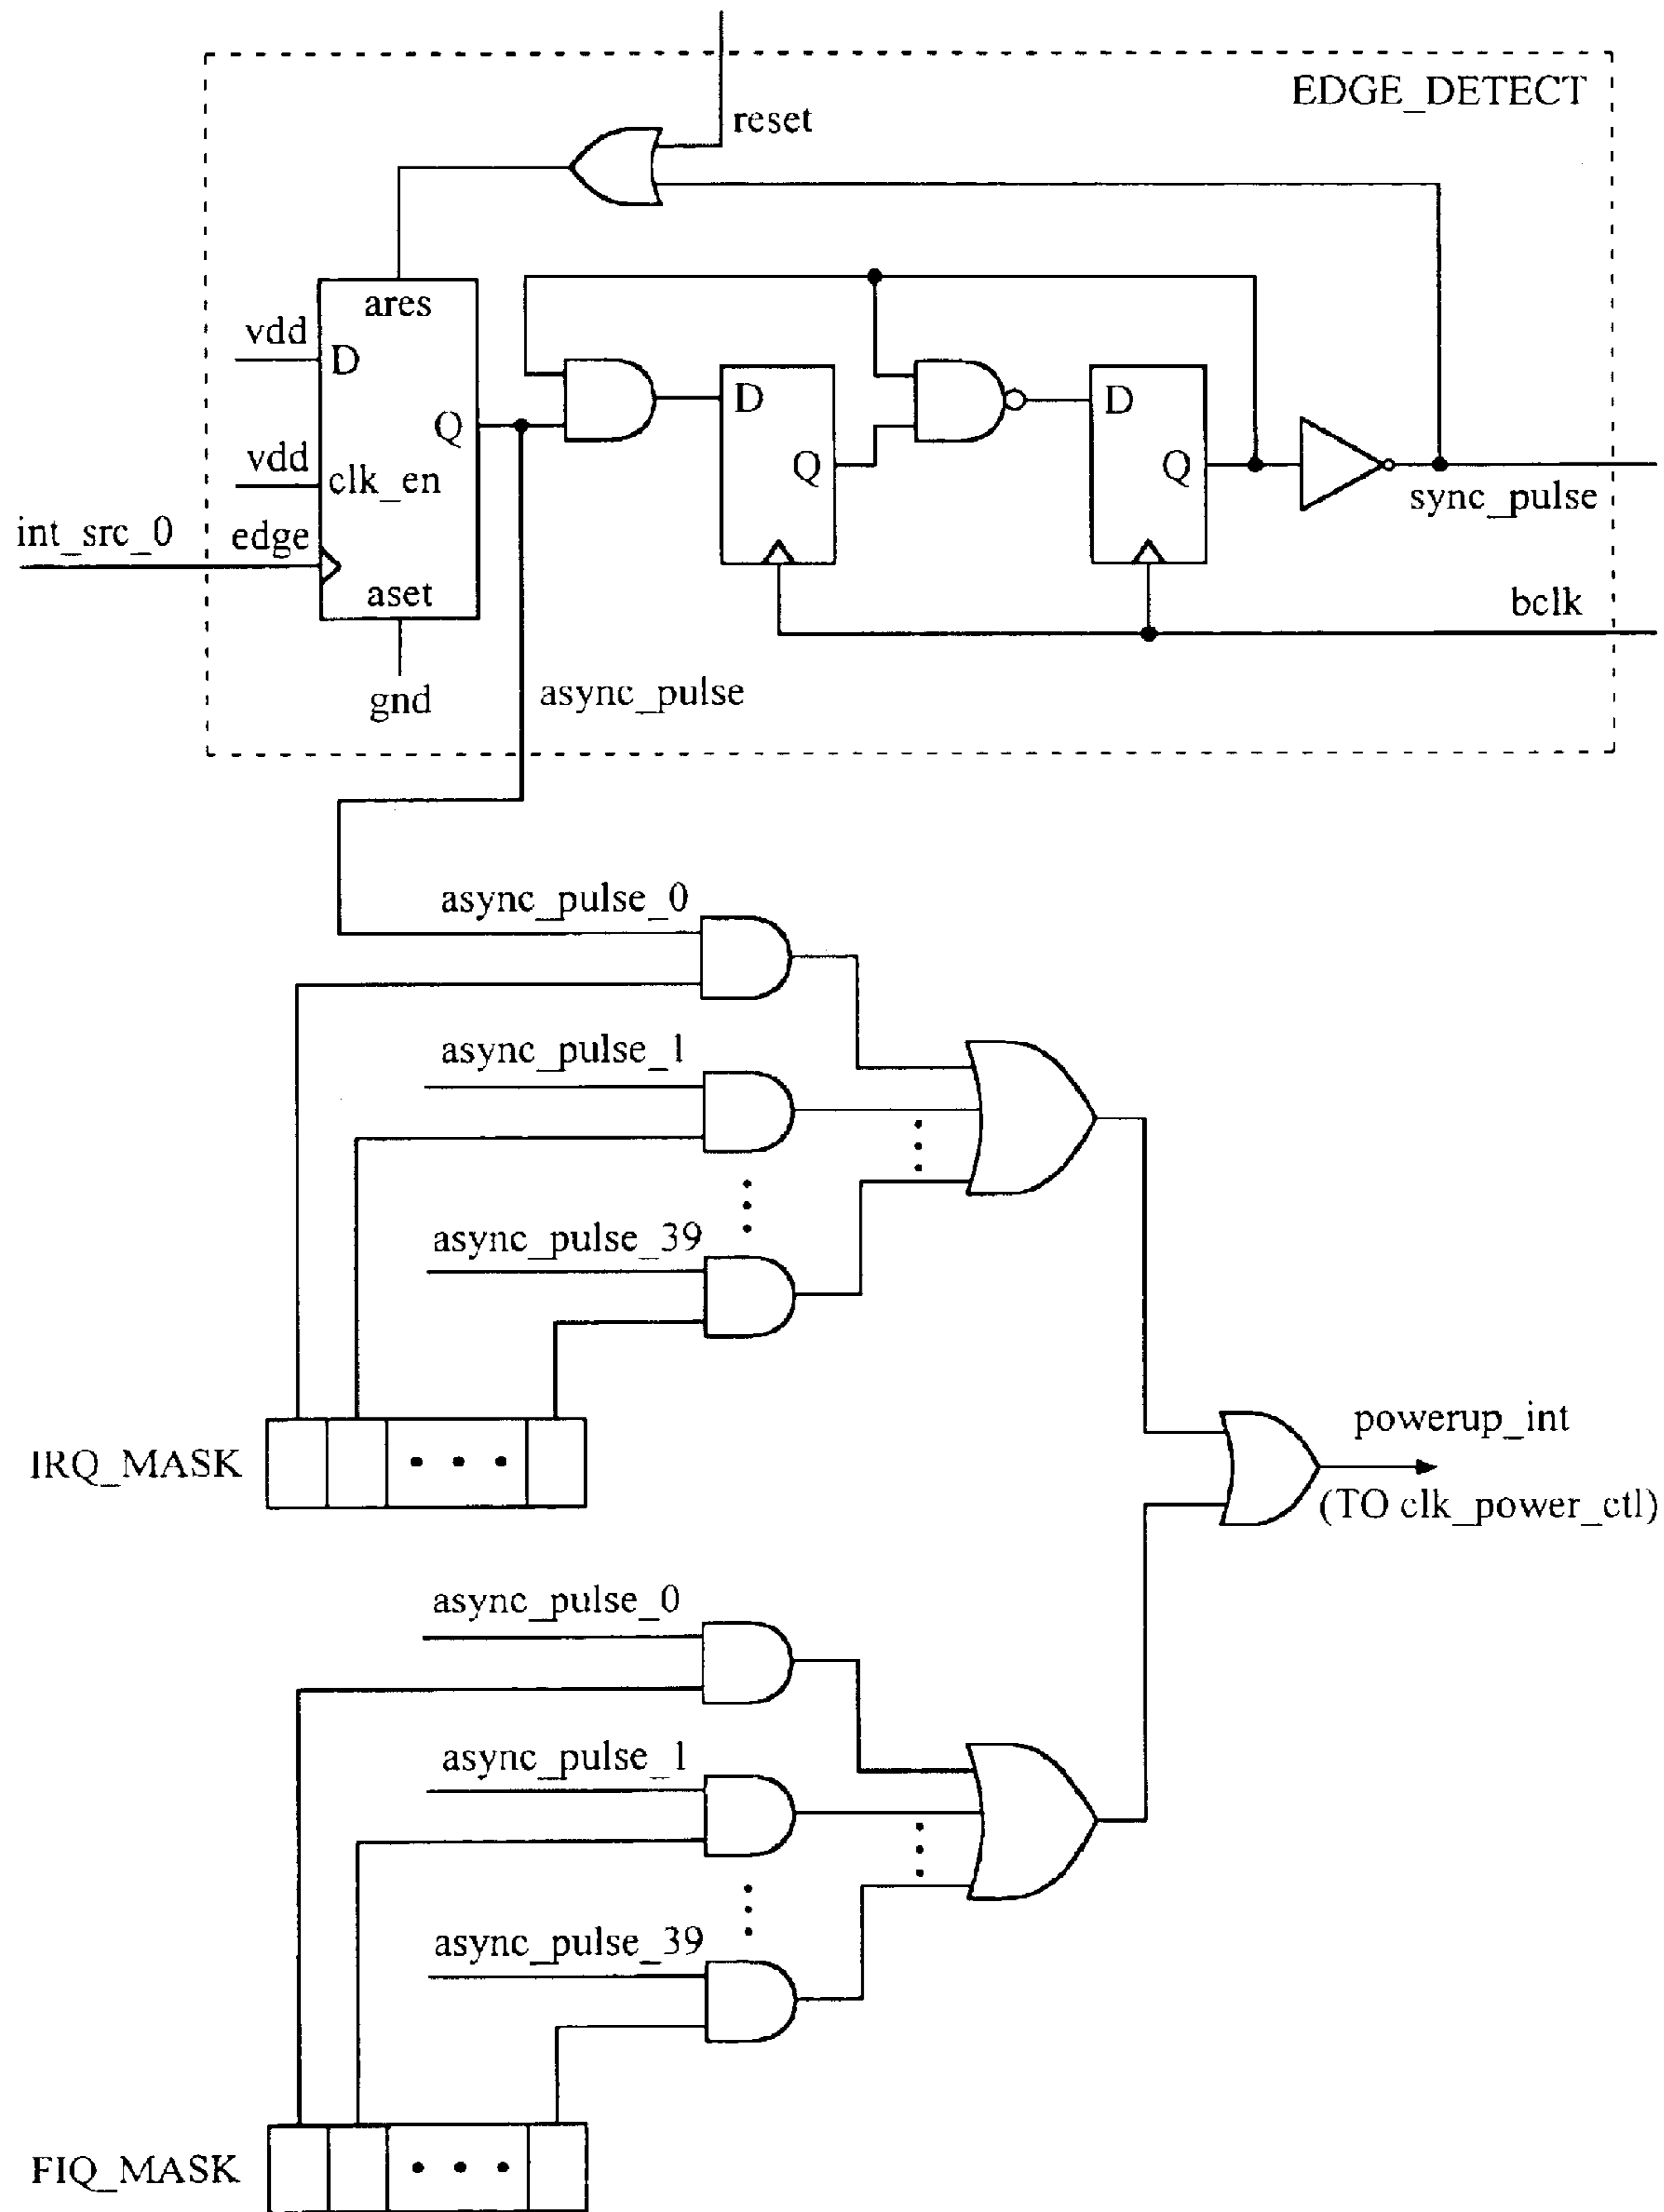 EDGE_DETECT
reset
ares
vdd
D
D
D
Q
Q
Q
vdd
clk_en
int_src_0
edge
sync_pulse
aset
bclk
gnd
async_pulse
async_pulse_0
async_pulse_1
async_pulse_39
powerup_int
IRQ_MASK
(TO clk_power_ctl)
async_pulse_0
async_pulse_1
async_pulse_39
FIQ_MASK